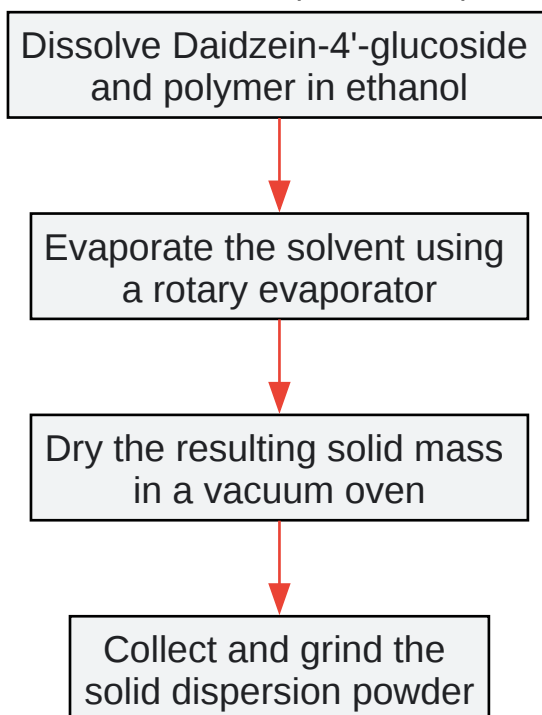 Dissolve Daidzein-4'-glucoside
and polymer in ethanol
Evaporate the solvent using
a rotary evaporator
Dry the resulting solid mass
in a vacuum oven
Collect and grind the
solid dispersion powder